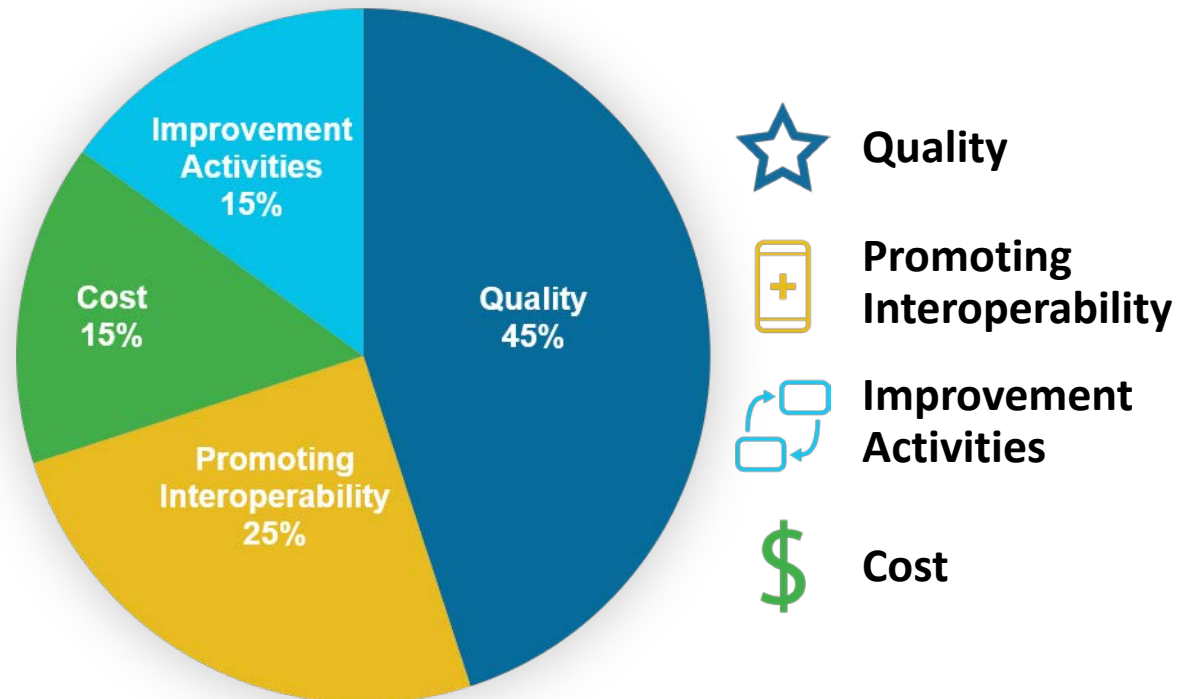 Improvement
Activities
15%
Cost
15%
Quality
45%
Promoting
Interoperability
25%
Quality
Promoting
Interoperability
Improvement
Activities
Cost